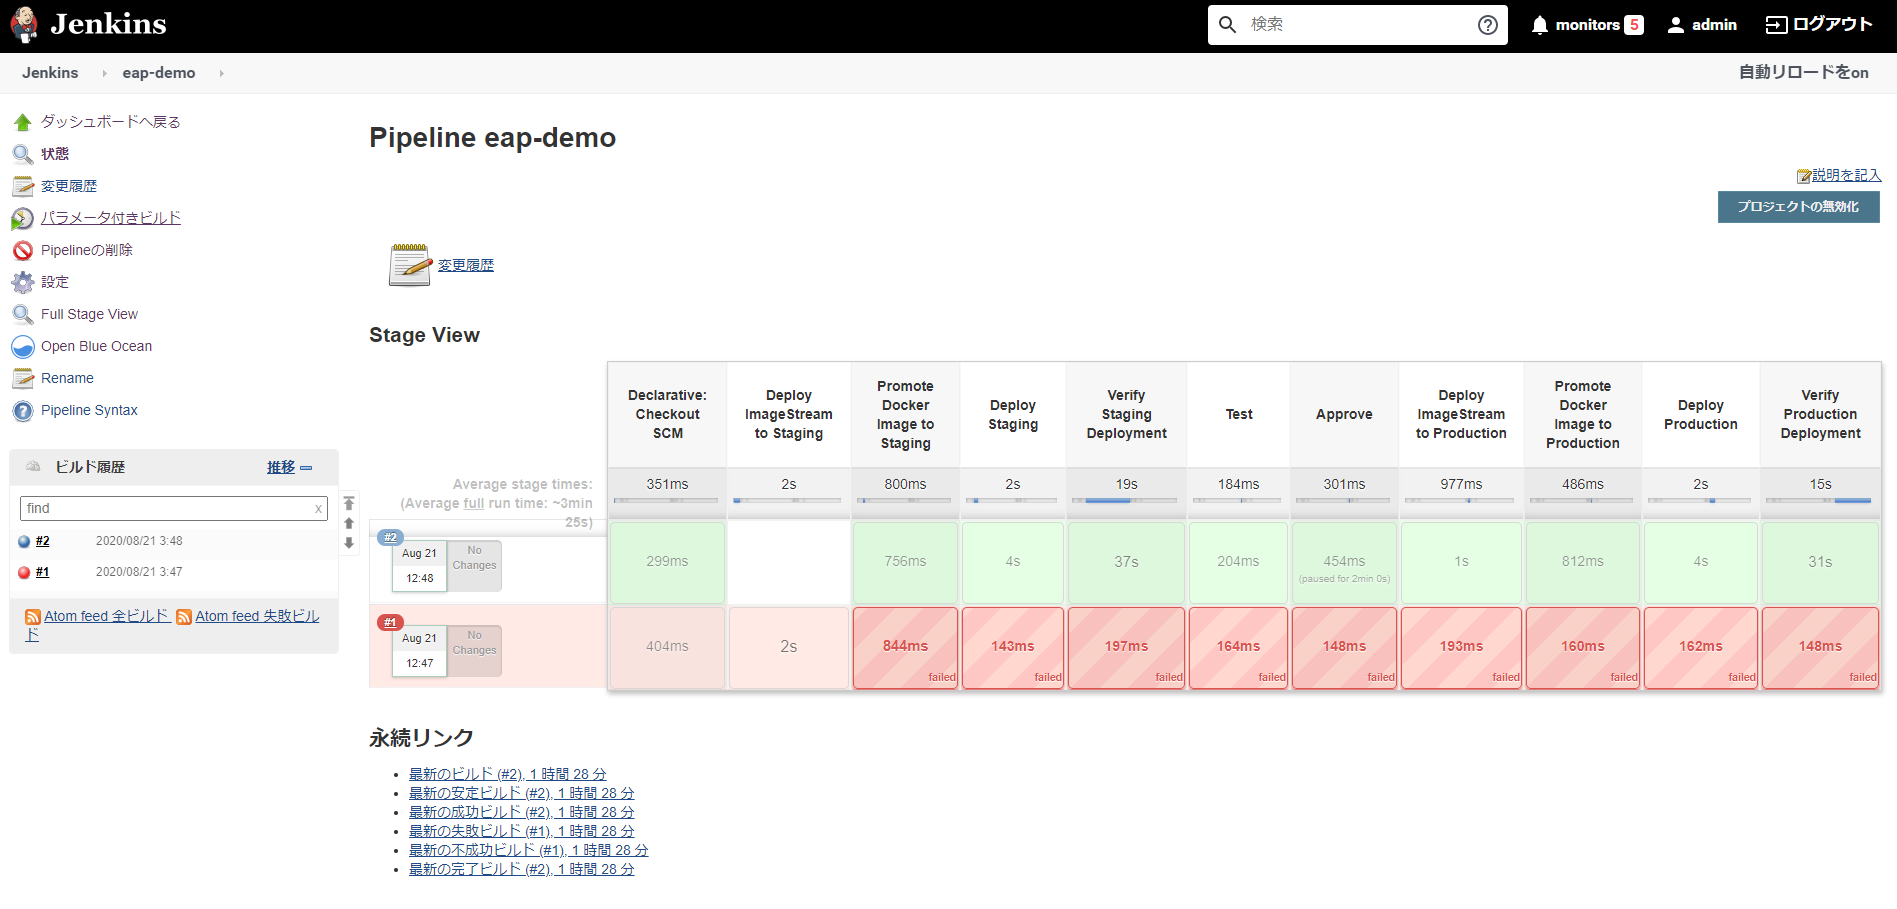 Jenkins
検索
monitors 5
admin
ログアウト
Jenkins
eap-demo
自動リロードをon
ダッシュボードへ戻る
状態
変更履歴
パラメータ付きビルド
Pipelineの削除
設定
Full Stage View
Open Blue Ocean
Rename
Pipeline Syntax
ビルド履歴
推移
find
x
#2 2020/08/21 3:48
#1 2020/08/21 3:47
Atom feed 全ビルド Atom feed 失敗ビル
ド
Pipeline eap-demo
説明を記入
プロジェクトの無効化
変更履歴
Stage View
Declarative:
Checkout
SCM
Deploy
ImageStream
to Staging
Promote
Docker
Image to
Staging
Deploy
Staging
Verify
Staging
Deployment
Test
Approve
Deploy
ImageStream
to Production
Promote
Docker
Image to
Production
Deploy
Production
Verify
Production
Deployment
Average stage times:
(Average full run time: ~3min
25s)
351ms
2s
800ms
2s
19s
184ms
301ms
977ms
486ms
2s
15s
#2
Aug 21
12:48
No
Changes
299ms
756ms
4s
37s
204ms
454ms
(paused for 2min 0s)
1s
812ms
4s
31s
#1
Aug 21
12:47
No
Changes
404ms
2s
844ms
failed
143ms
failed
197ms
failed
164ms
failed
148ms
failed
193ms
failed
160ms
failed
162ms
failed
148ms
failed
永続リンク
最新のビルド (#2), 1 時間 28 分
最新の安定ビルド (#2), 1 時間 28 分
最新の成功ビルド (#2), 1 時間 28 分
最新の失敗ビルド (#1), 1 時間 28 分
最新の不成功ビルド (#1), 1 時間 28 分
最新の完了ビルド (#2), 1 時間 28 分